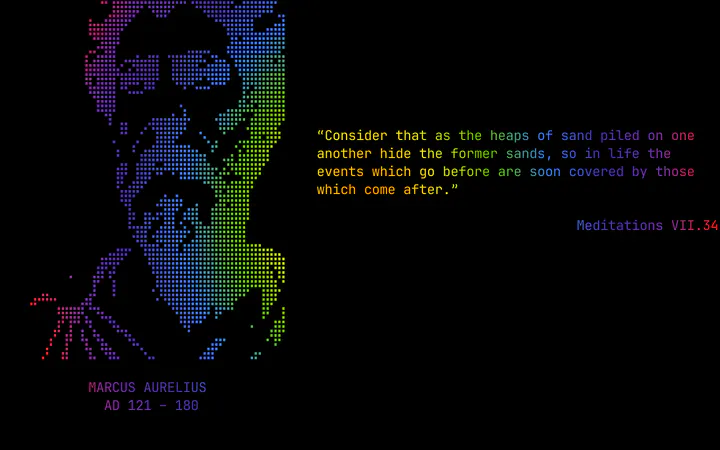 “Consider that as the heaps of sand piled on one
another hide the former sands, so in life the
events which go before are soon covered by those
which come after.”
Meditations VII.34
MARCUS AURELIUS
AD 121 – 180